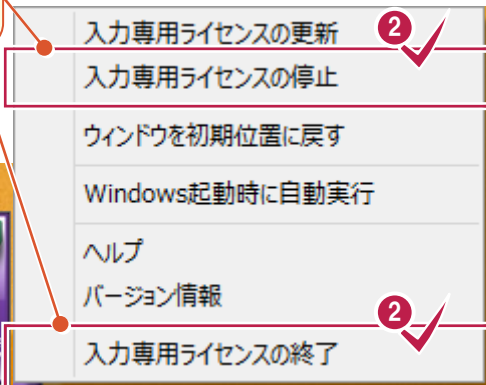 入力専用ライセンスの更新
2
入力専用ライセンスの停止
ウィンドウを初期位置に戻す
Windows起動時に自動実行
ヘルプ
バージョン情報
2
入力専用ライセンスの終了